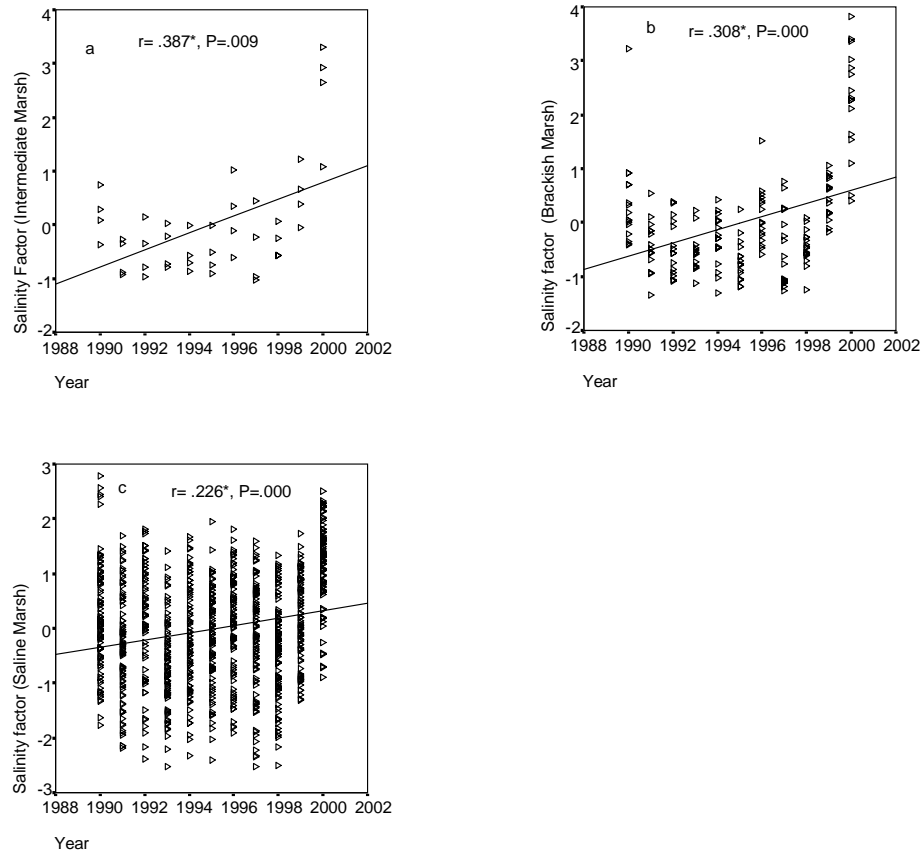 4
3
2
1
0
-1
-2
Salinity Factor (Intermediate Marsh)
a
r= .387*, P=.009
1988 1990 1992 1994 1996 1998 2000 2002
Year
4
3
2
1
0
-1
-2
Salinity factor (Brackish Marsh)
b
r= .308*, P=.000
1988 1990 1992 1994 1996 1998 2000 2002
Year
3
2
1
0
-1
-2
-3
Salinity factor (Saline Marsh)
c
r= .226*, P=.000
1988 1990 1992 1994 1996 1998 2000 2002
Year